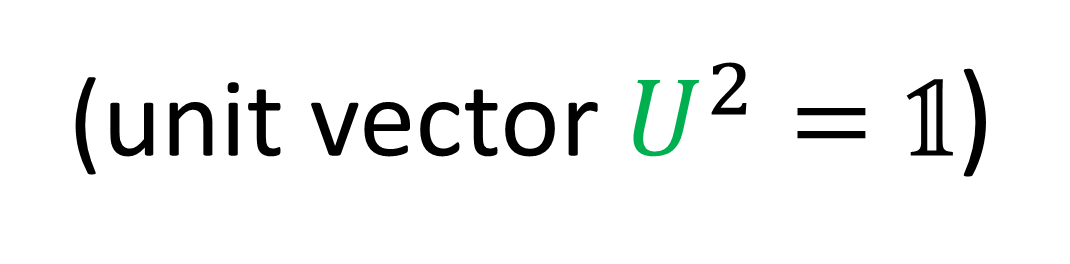 (unit vector 𝑈² = 𝟙)